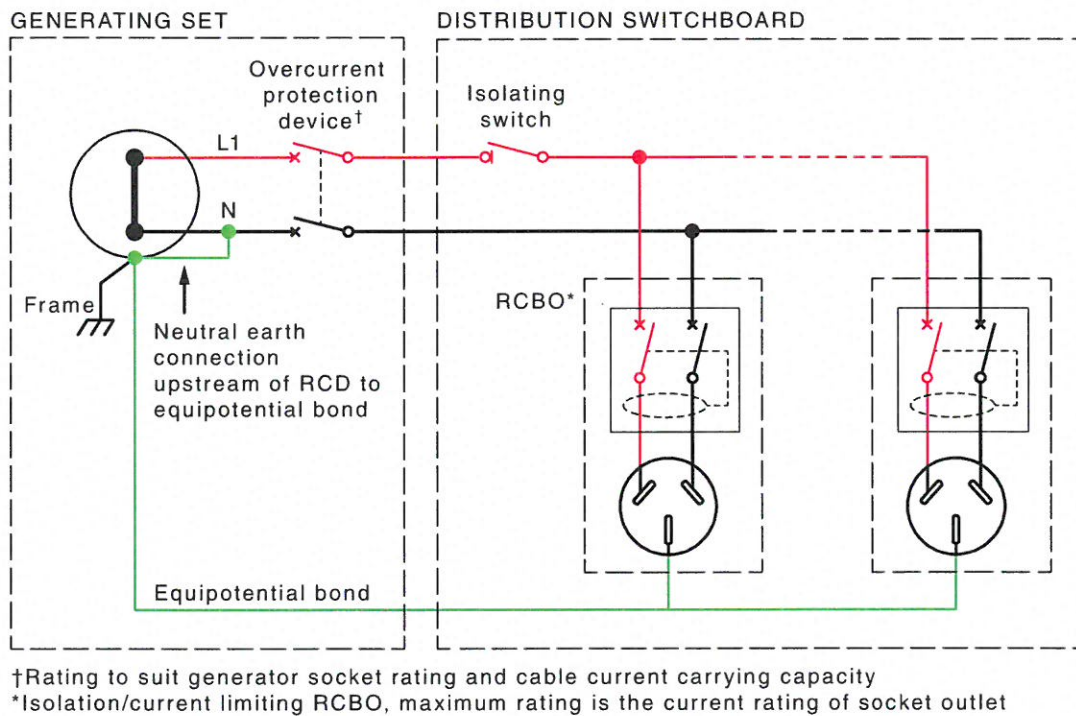 GENERATING SET
DISTRIBUTION SWITCHBOARD
Overcurrent
protection
device†
Isolating
switch
L1
N
Frame
Neutral earth
connection
upstream of RCD to
equipotential bond
RCBO*
Equipotential bond
†Rating to suit generator socket rating and cable current carrying capacity
*Isolation/current limiting RCBO, maximum rating is the current rating of socket outlet